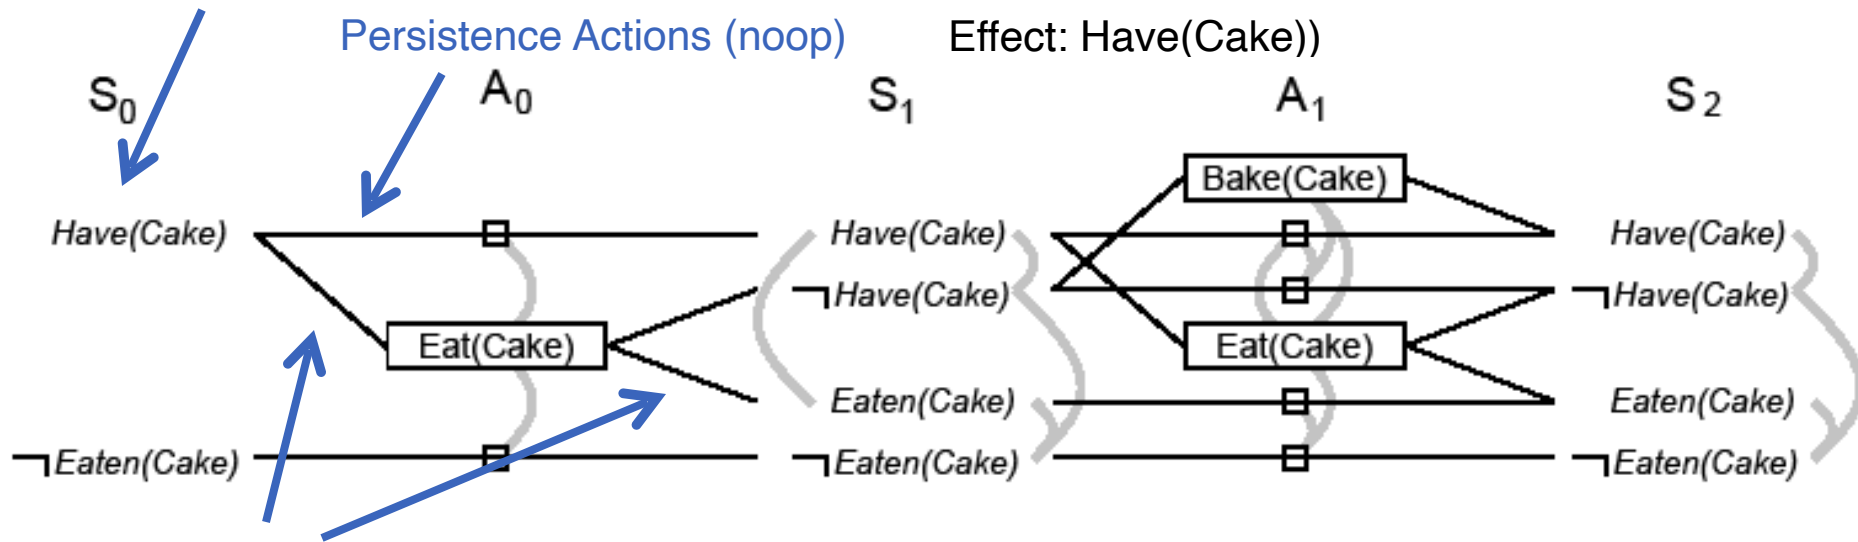 Persistence Actions (noop) Effect: Have(Cake))
S0 A0 S1 A1 S2
Bake(Cake)
Have(Cake) Have(Cake) Have(Cake)
¬Have(Cake) ¬Have(Cake)
Eat(Cake) Eat(Cake)
Eaten(Cake) Eaten(Cake)
¬Eaten(Cake) ¬Eaten(Cake) ¬Eaten(Cake)